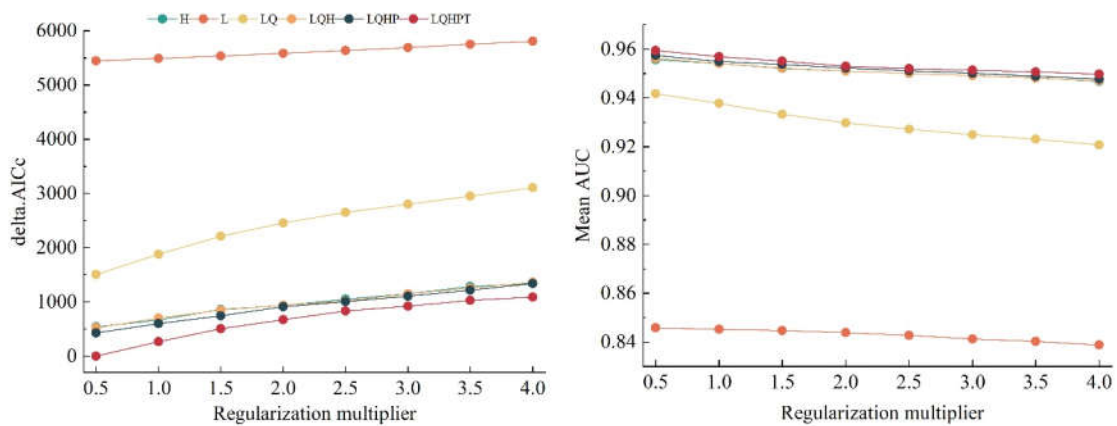 H L LQ LQH LQHP LQHPT
6000
5000
4000
3000
2000
1000
0
delta.AICc
0.5 1.0 1.5 2.0 2.5 3.0 3.5 4.0
Regularization multiplier
0.96
0.94
0.92
0.90
0.88
0.86
0.84
Mean AUC
0.5 1.0 1.5 2.0 2.5 3.0 3.5 4.0
Regularization multiplier